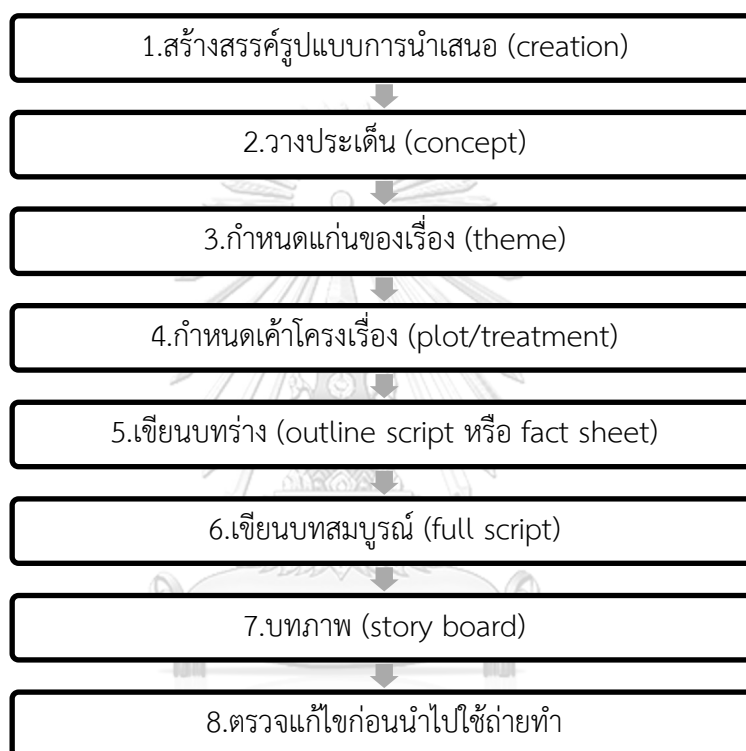 1.สร้างสรรค์รูปแบบการนำเสนอ (creation)
2.วางประเด็น (concept)
3.กำหนดแก่นของเรื่อง (theme)
4.กำหนดเค้าโครงเรื่อง (plot/treatment)
5.เขียนบทร่าง (outline script หรือ fact sheet)
6.เขียนบทสมบูรณ์ (full script)
7.บทภาพ (story board)
8.ตรวจแก้ไขก่อนนำไปใช้ถ่ายทำ